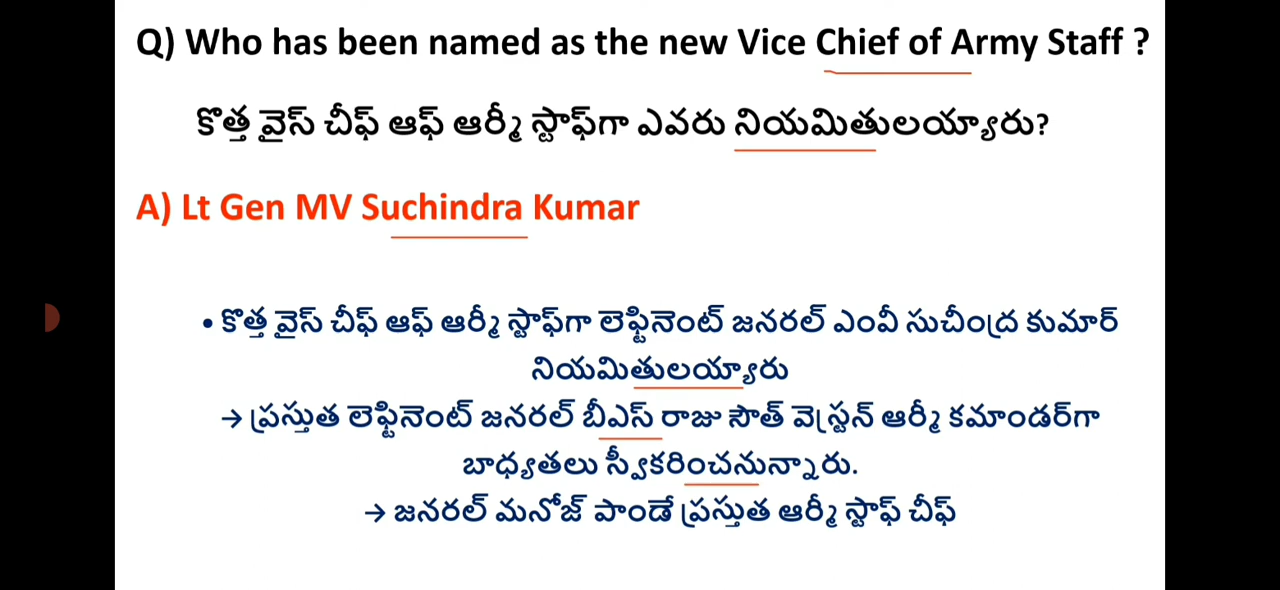 Q) Who has been named as the new Vice Chief of Army Staff ?
కొత్త వైస్ చీఫ్ ఆఫ్ ఆర్మీ స్టాఫ్‌గా ఎవరు నియమితులయ్యారు?
A) Lt Gen MV Suchindra Kumar
• కొత్త వైస్ చీఫ్ ఆఫ్ ఆర్మీ స్టాఫ్‌గా లెఫ్టినెంట్ జనరల్ ఎంవీ సుచీంద్ర కుమార్
నియమితులయ్యారు
→ ప్రస్తుత లెఫ్టినెంట్ జనరల్ బీఎస్ రాజు సౌత్ వెస్ట్రన్ ఆర్మీ కమాండర్‌గా
బాధ్యతలు స్వీకరించనున్నారు.
→ జనరల్ మనోజ్ పాండే ప్రస్తుత ఆర్మీ స్టాఫ్ చీఫ్